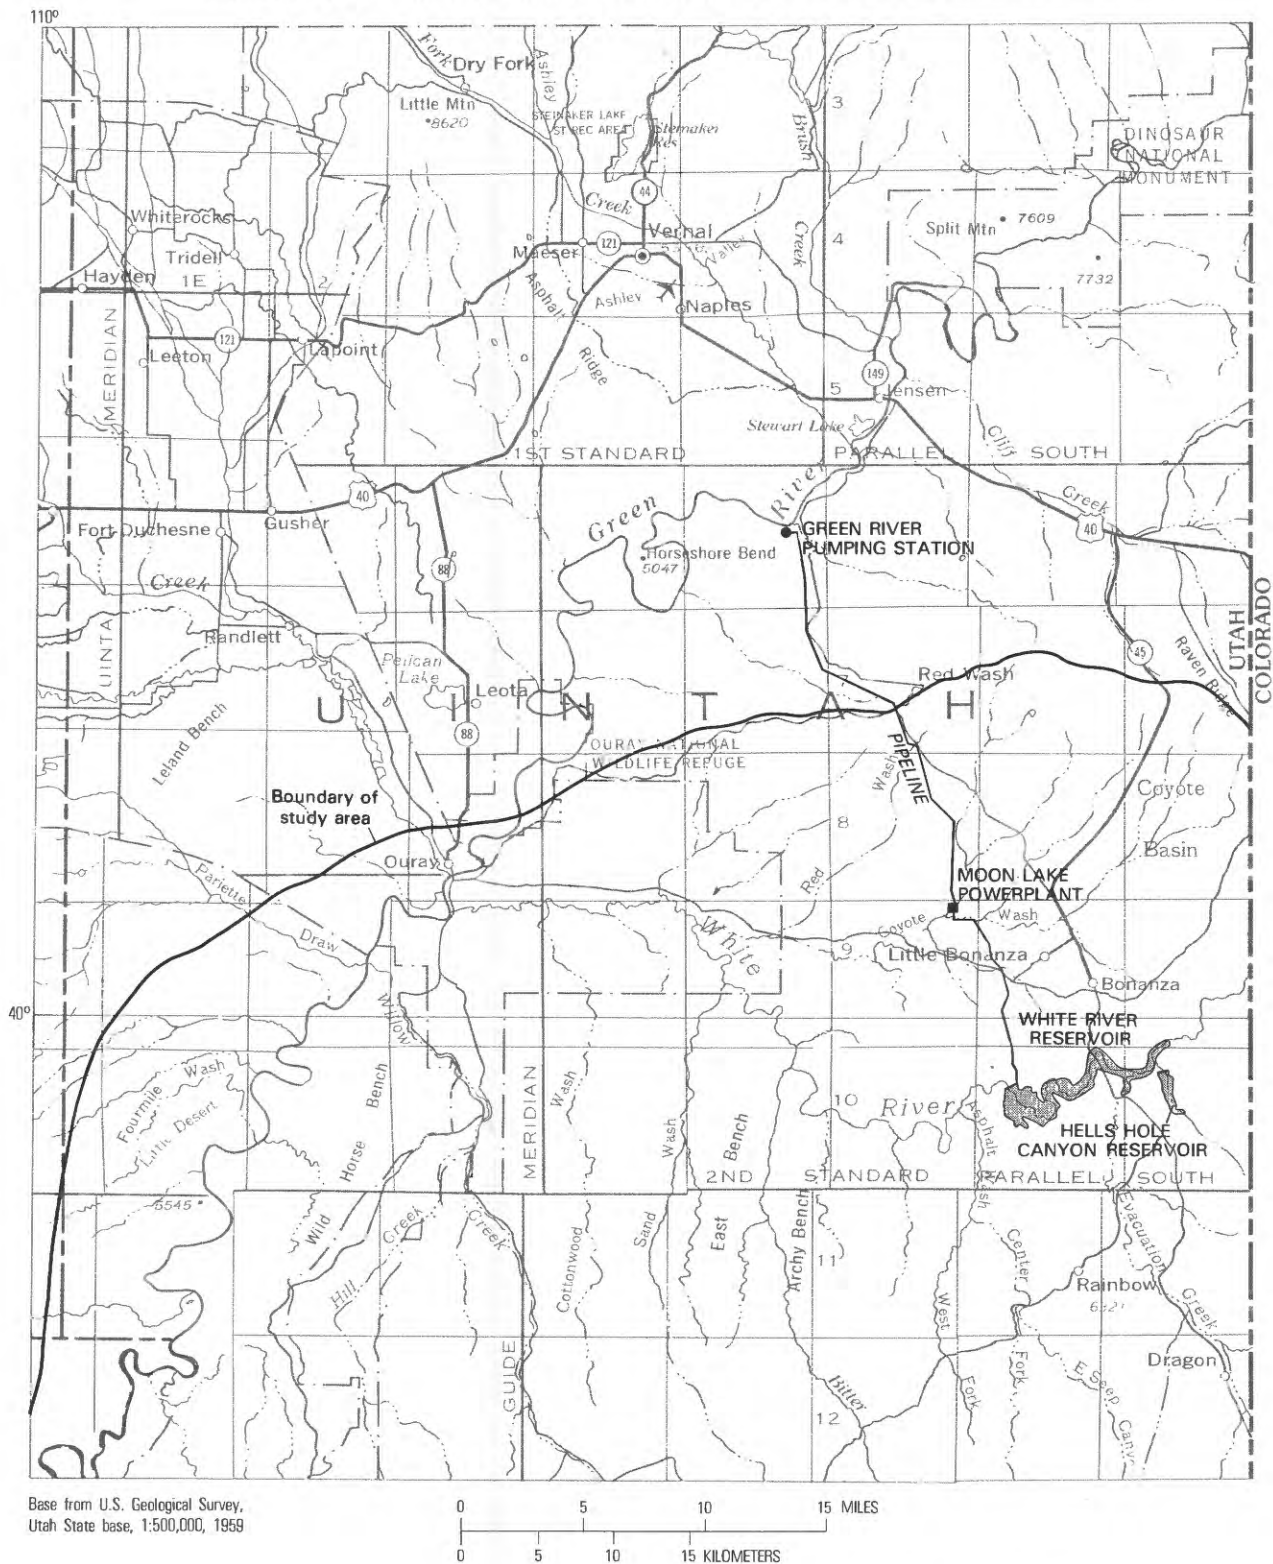 110°
Fork
Dry Fork
Ashley
Little Mtn
•8620
STEINAKER LAKE
ST REC AREA
Steinaker
Res
Brush
3
DINOSAUR
NATIONAL
MONUMENT
44
Creek
Whiterocks
Split Mtn
7609
Vernal
121
Maeser
Valley
Creek
4
Tridell
Hayden
1E
2
7732
Asphalt
Ashley
Naples
MERIDIAN
121
Lapoint
Leeton
Ridge
149
5
Jensen
Stewart Lake
Cliff
1ST STANDARD
PARALLEL
SOUTH
40
River
Creek
40
Green
Gusher
Fort Duchesne
GREEN RIVER
PUMPING STATION
Horseshore Bend
5047
88
Creek
UINTA
Randlett
UTAH
COLORADO
45
Raven Ridge
Pelican
Lake
Leota
Red Wash
7
U I N T A H
Leland Bench
88
OURAY NATIONAL
WILDLIFE REFUGE
PIPELINE
Wash
Boundary of
study area
Coyote
8
Basin
Ouray
Red
Pariette
MOON LAKE
POWERPLANT
Draw
White
Coyote
Wash
9
Little Bonanza
Bonanza
40°
Willow
WHITE RIVER
RESERVOIR
Wash
Fourmile
Little Desert
Bench
MERIDIAN
Wash
10
River
Asphalt
HELLS HOLE
CANYON RESERVOIR
Horse
Wash
Bench
2ND
STANDARD
PARALLEL
SOUTH
Wash
5545
Wild
Creek
Creek
Hill
Cottonwood
Sand
East
Archy Bench
11
Center
Evacuation
Rainbow
6321
Creek
West
GUIDE
Dragon
Bitter
Fork
Fork
E Seep
Canyo
12
Base from U.S. Geological Survey,
Utah State base, 1:500,000, 1959
0 5 10 15 MILES
0 5 10 15 KILOMETERS